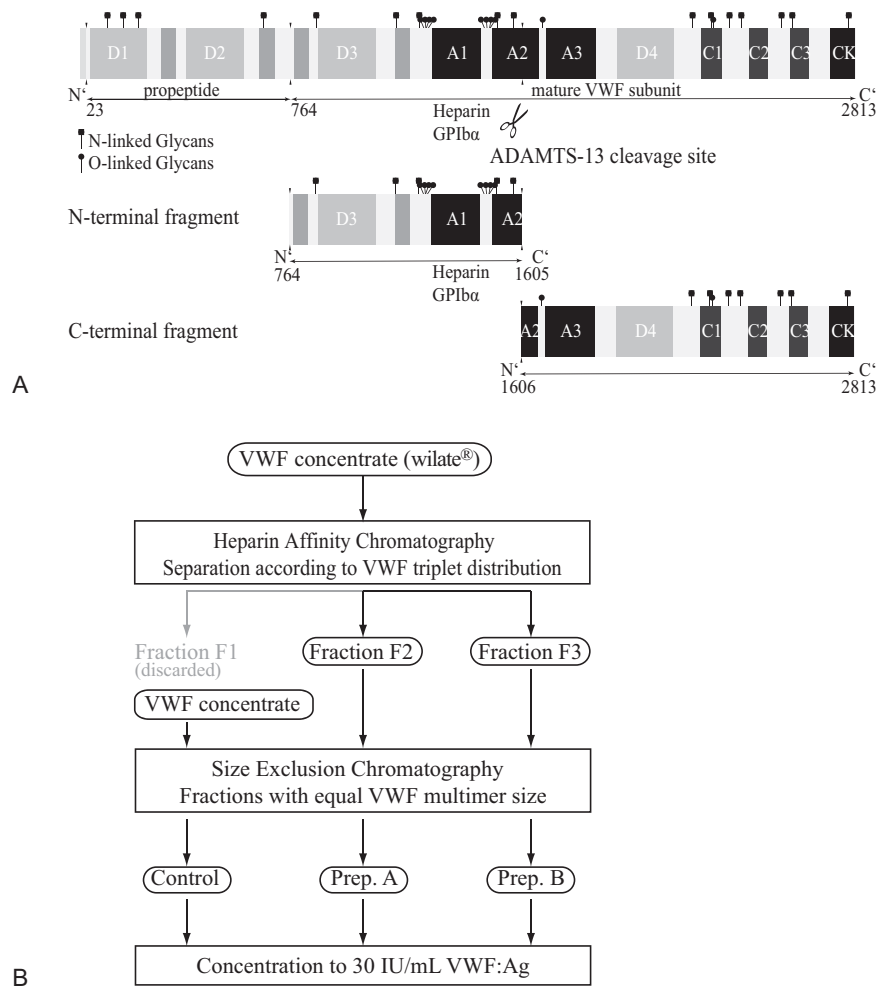 D1 D2 D3 A1 A2 A3 D4 C1 C2 C3 CK
N‘ propeptide mature VWF subunit C‘
23 764 2813
Heparin
GPIbα
N-linked Glycans
O-linked Glycans
ADAMTS-13 cleavage site
N-terminal fragment
D3 A1 A2
N‘ C‘
764 Heparin 1605
GPIbα
C-terminal fragment
A2 A3 D4 C1 C2 C3 CK
N‘ C‘
1606 2813
A
VWF concentrate (wilate®)
Heparin Affinity Chromatography
Separation according to VWF triplet distribution
Fraction F1 Fraction F2 Fraction F3
(discarded)
VWF concentrate
Size Exclusion Chromatography
Fractions with equal VWF multimer size
Control Prep. A Prep. B
Concentration to 30 IU/mL VWF:Ag
B